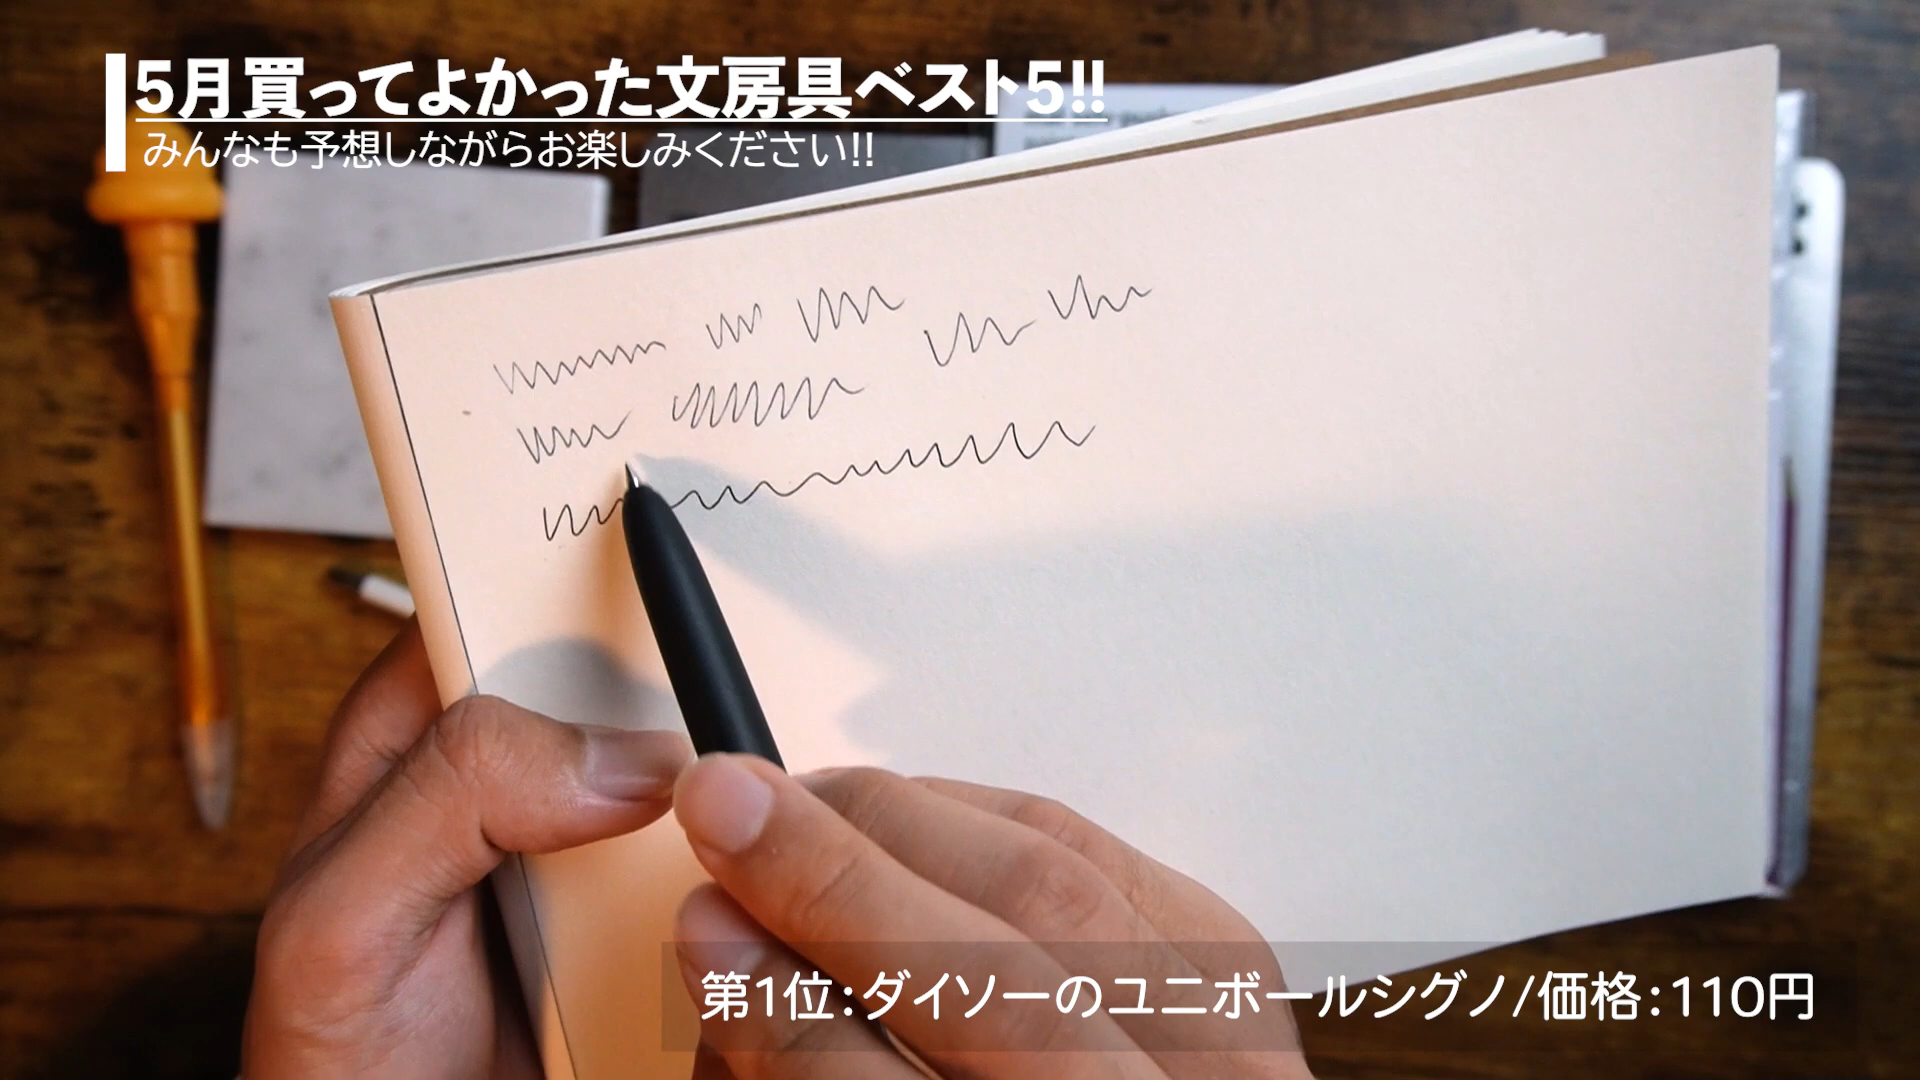 5月買ってよかった文房具ベスト5!!
みんなも予想しながらお楽しみください!!
第1位:ダイソーのユニボールシグノ/価格:110円